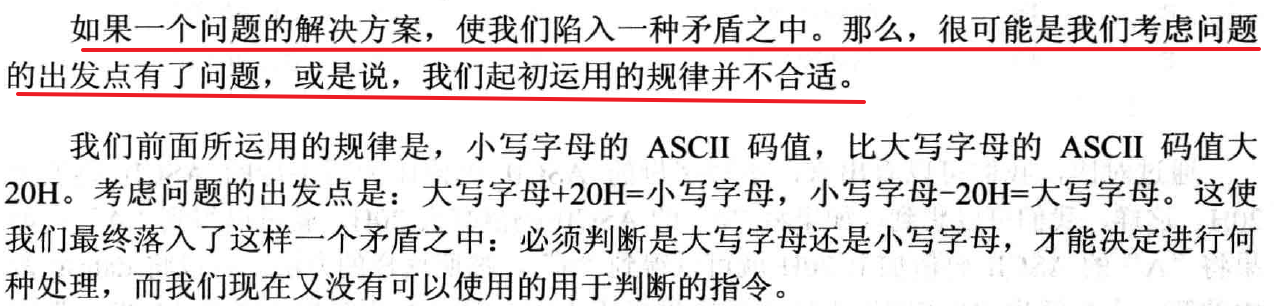 如果一个问题的解决方案，使我们陷入一种矛盾之中。那么，很可能是我们考虑问题
的出发点有了问题，或是说，我们起初运用的规律并不合适。
我们前面所运用的规律是，小写字母的 ASCII 码值，比大写字母的 ASCII 码值大
20H。考虑问题的出发点是：大写字母+20H=小写字母，小写字母-20H=大写字母。这使
我们最终落入了这样一个矛盾之中：必须判断是大写字母还是小写字母，才能决定进行何
种处理，而我们现在又没有可以使用的用于判断的指令。